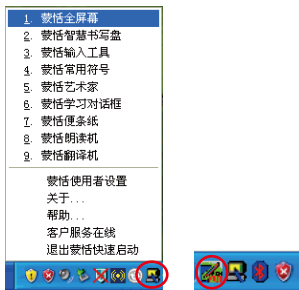 1. 蒙恬全屏幕
2. 蒙恬智慧书写盘
3. 蒙恬输入工具
4. 蒙恬常用符号
5. 蒙恬艺术家
6. 蒙恬学习对话框
7. 蒙恬便条纸
8. 蒙恬朗读机
9. 蒙恬翻译机
蒙恬使用者设置
关于...
帮助...
客户服务在线
退出蒙恬快速启动